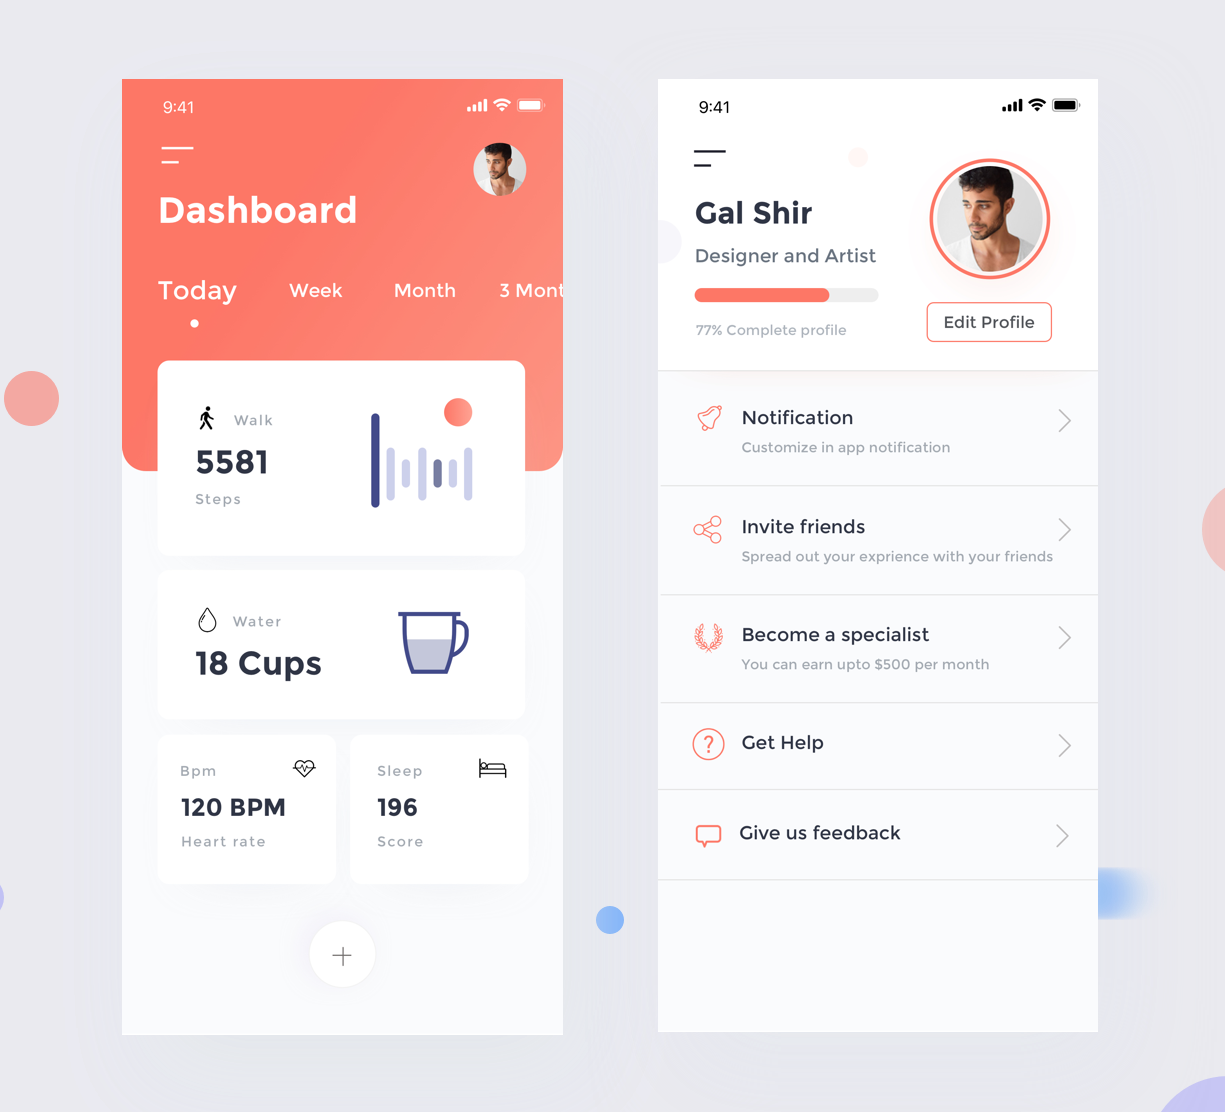 9:41
Dashboard
Today Week Month 3 Mont
Walk
5581
Steps
Water
18 Cups
Bpm
120 BPM
Heart rate
Sleep
196
Score
9:41
Gal Shir
Designer and Artist
77% Complete profile
Edit Profile
Notification
Customize in app notification
Invite friends
Spread out your exprience with your friends
Become a specialist
You can earn upto $500 per month
Get Help
Give us feedback